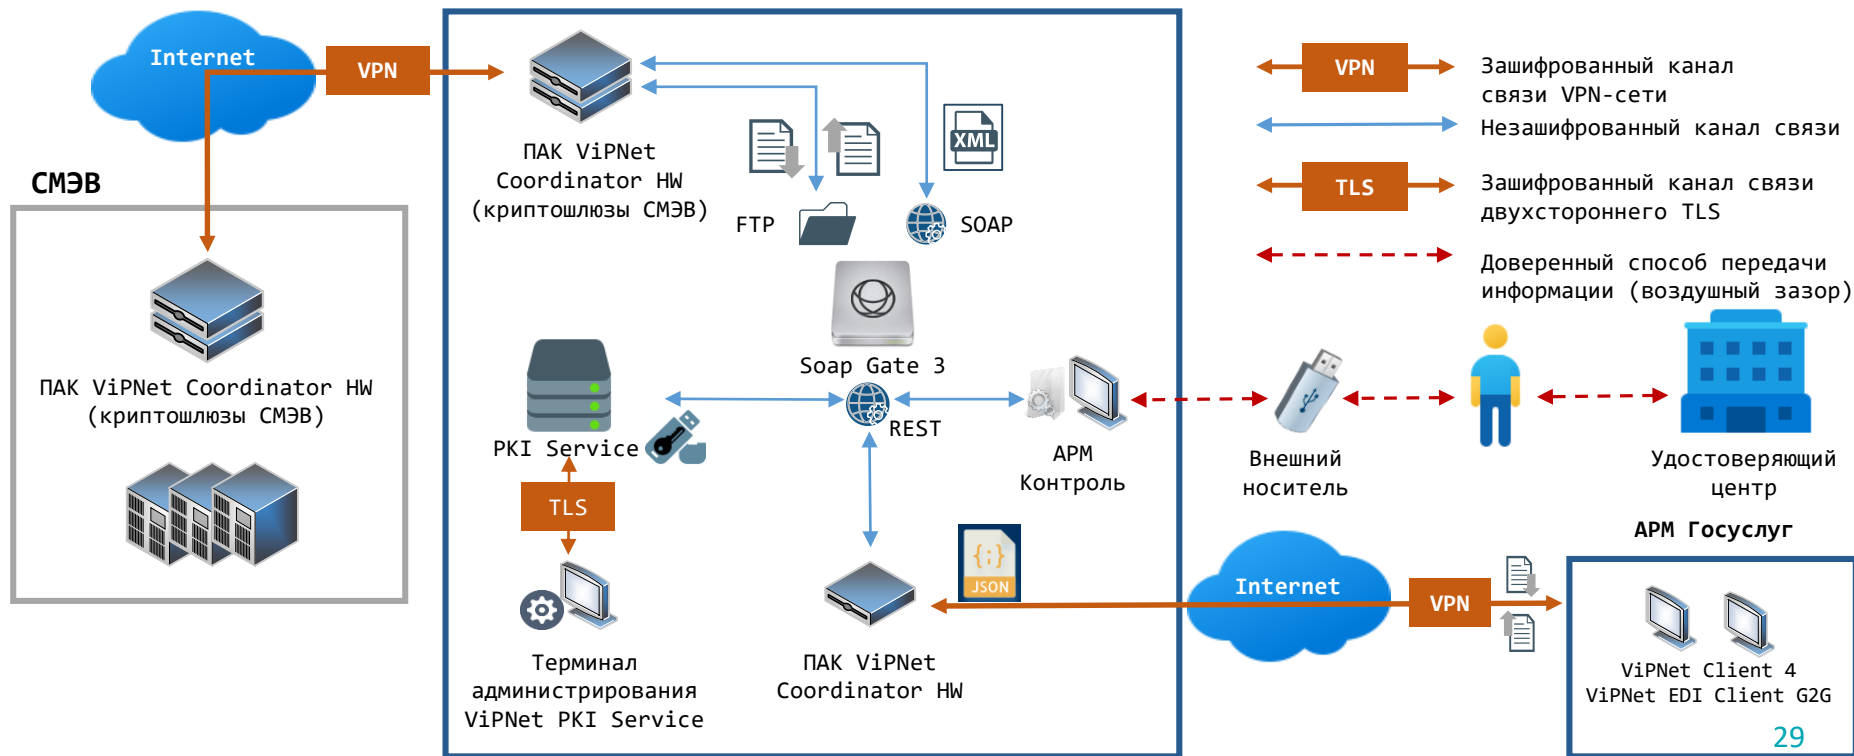 Internet
VPN
СМЭВ
ПАК ViPNet Coordinator HW
(криптошлюзы СМЭВ)
ПАК ViPNet
Coordinator HW
(криптошлюзы СМЭВ)
XML
FTP
SOAP
Soap Gate 3
REST
PKI Service
TLS
Терминал
администрирования
ViPNet PKI Service
АРМ
Контроль
JSON
ПАК ViPNet
Coordinator HW
VPN
Зашифрованный канал
связи VPN-сети
Незашифрованный канал связи
TLS
Зашифрованный канал связи
двухстороннего TLS
Доверенный способ передачи
информации (воздушный зазор)
Внешний
носитель
Удостоверяющий
центр
Internet
VPN
АРМ Госуслуг
ViPNet Client 4
ViPNet EDI Client G2G
29